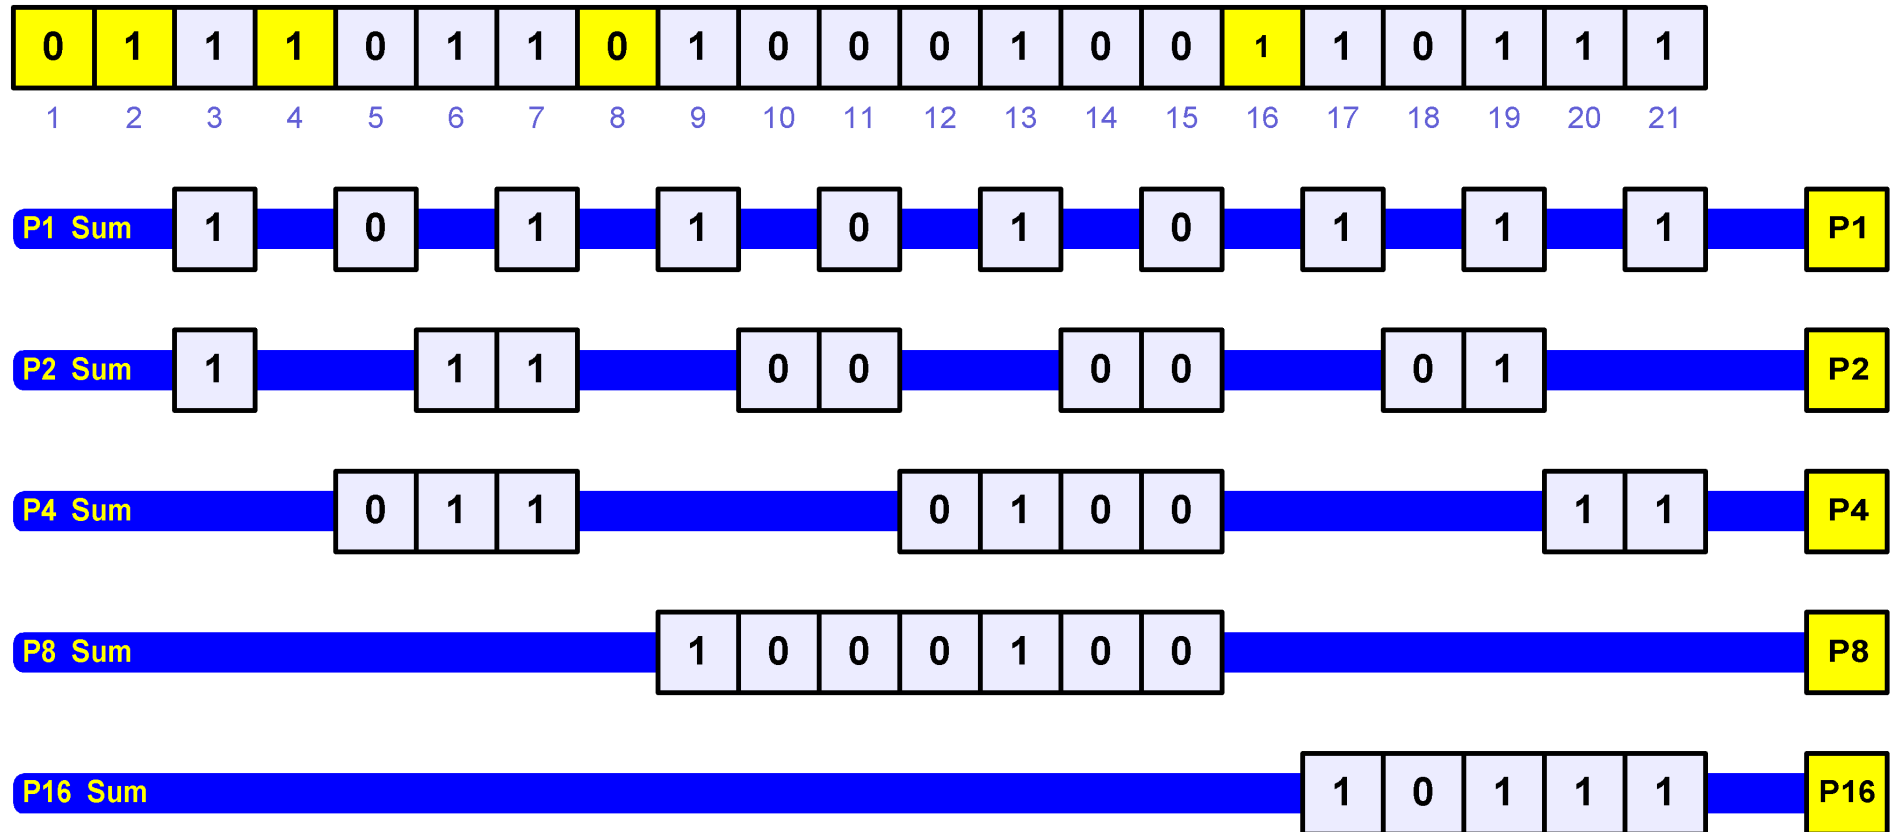 0 1 1 1 0 1 1 0 1 0 0 0 1 0 0 1 1 0 1 1 1
1 2 3 4 5 6 7 8 9 10 11 12 13 14 15 16 17 18 19 20 21
P1 Sum 1 0 1 1 0 1 0 1 1 1 P1
P2 Sum 1 1 1 0 0 0 0 0 1 P2
P4 Sum 0 1 1 0 1 0 0 1 1 P4
P8 Sum 1 0 0 0 1 0 0 P8
P16 Sum 1 0 1 1 1 P16